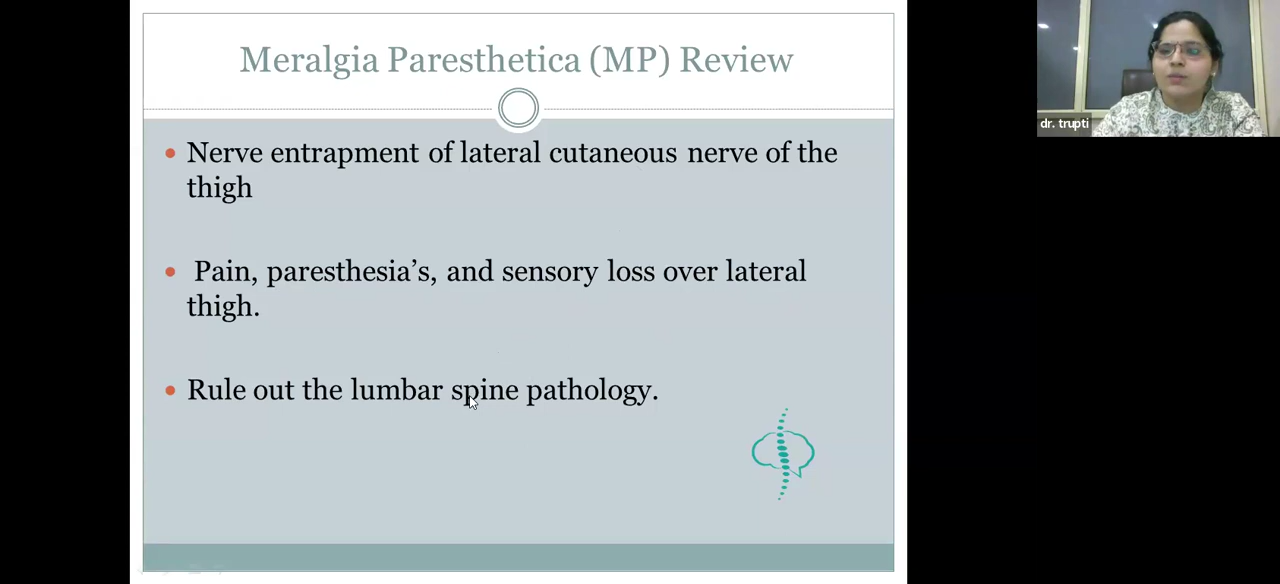 Meralgia Paresthetica (MP) Review
Nerve entrapment of lateral cutaneous nerve of the
thigh
Pain, paresthesia’s, and sensory loss over lateral
thigh.
Rule out the lumbar spine pathology.
dr. trupti